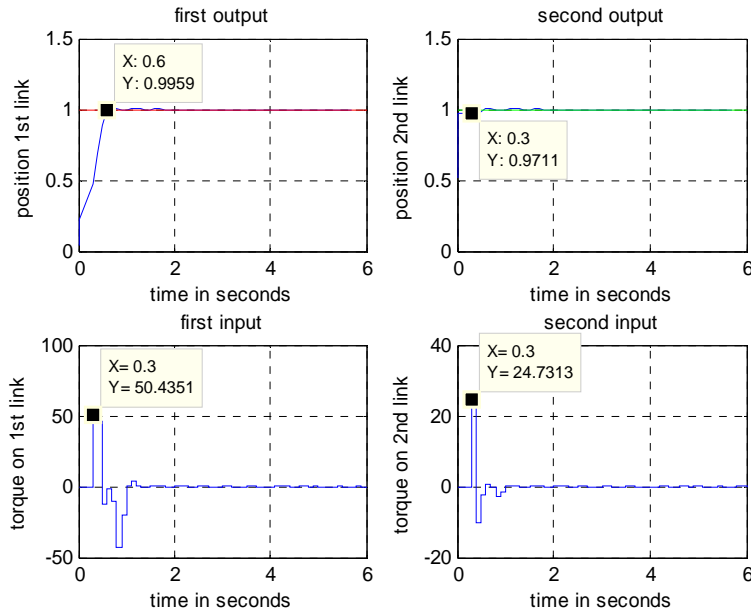 first output
second output
1.5
1
0.5
0
position 1st link
X: 0.6
Y: 0.9959
0
2
4
6
time in seconds
1.5
1
0.5
0
position 2nd link
X: 0.3
Y: 0.9711
0
2
4
6
time in seconds
first input
second input
100
50
0
-50
torque on 1st link
X= 0.3
Y= 50.4351
0
2
4
6
time in seconds
40
20
0
-20
torque on 2nd link
X= 0.3
Y= 24.7313
0
2
4
6
time in seconds